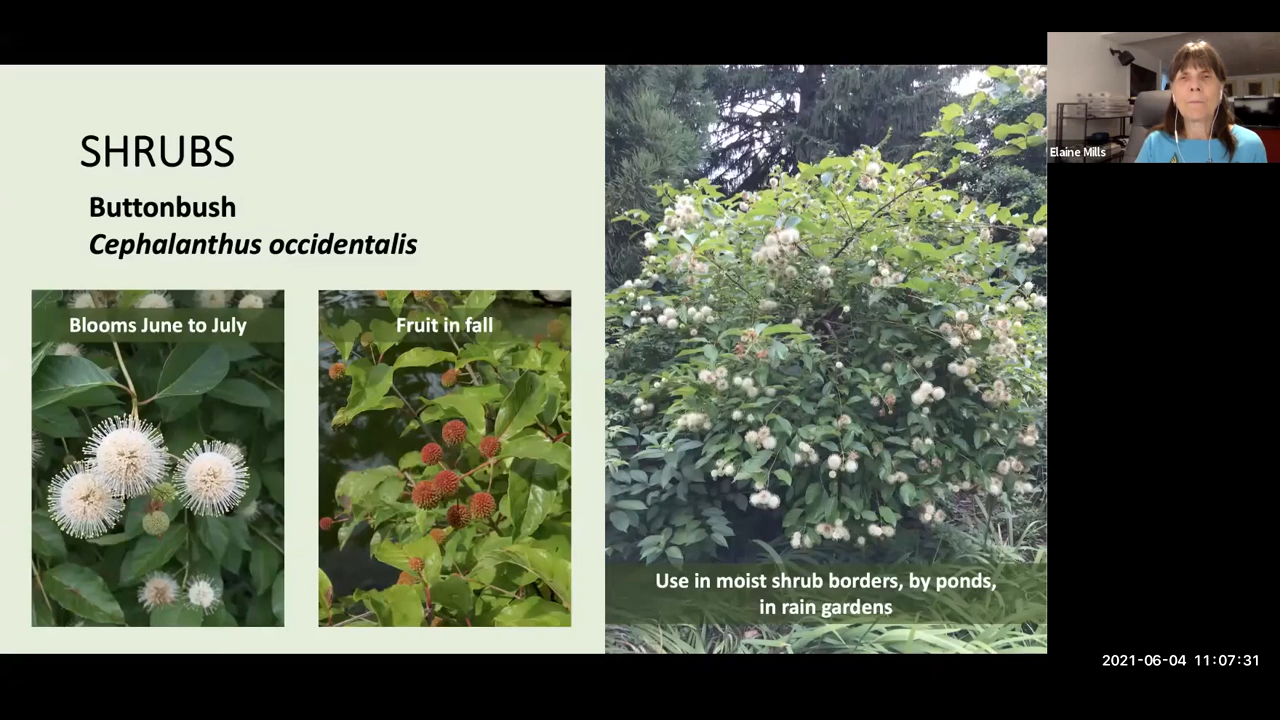 SHRUBS
Buttonbush
Cephalanthus occidentalis
Blooms June to July
Fruit in fall
Use in moist shrub borders, by ponds,
in rain gardens
Elaine Mills
2021-06-04 11:07:31